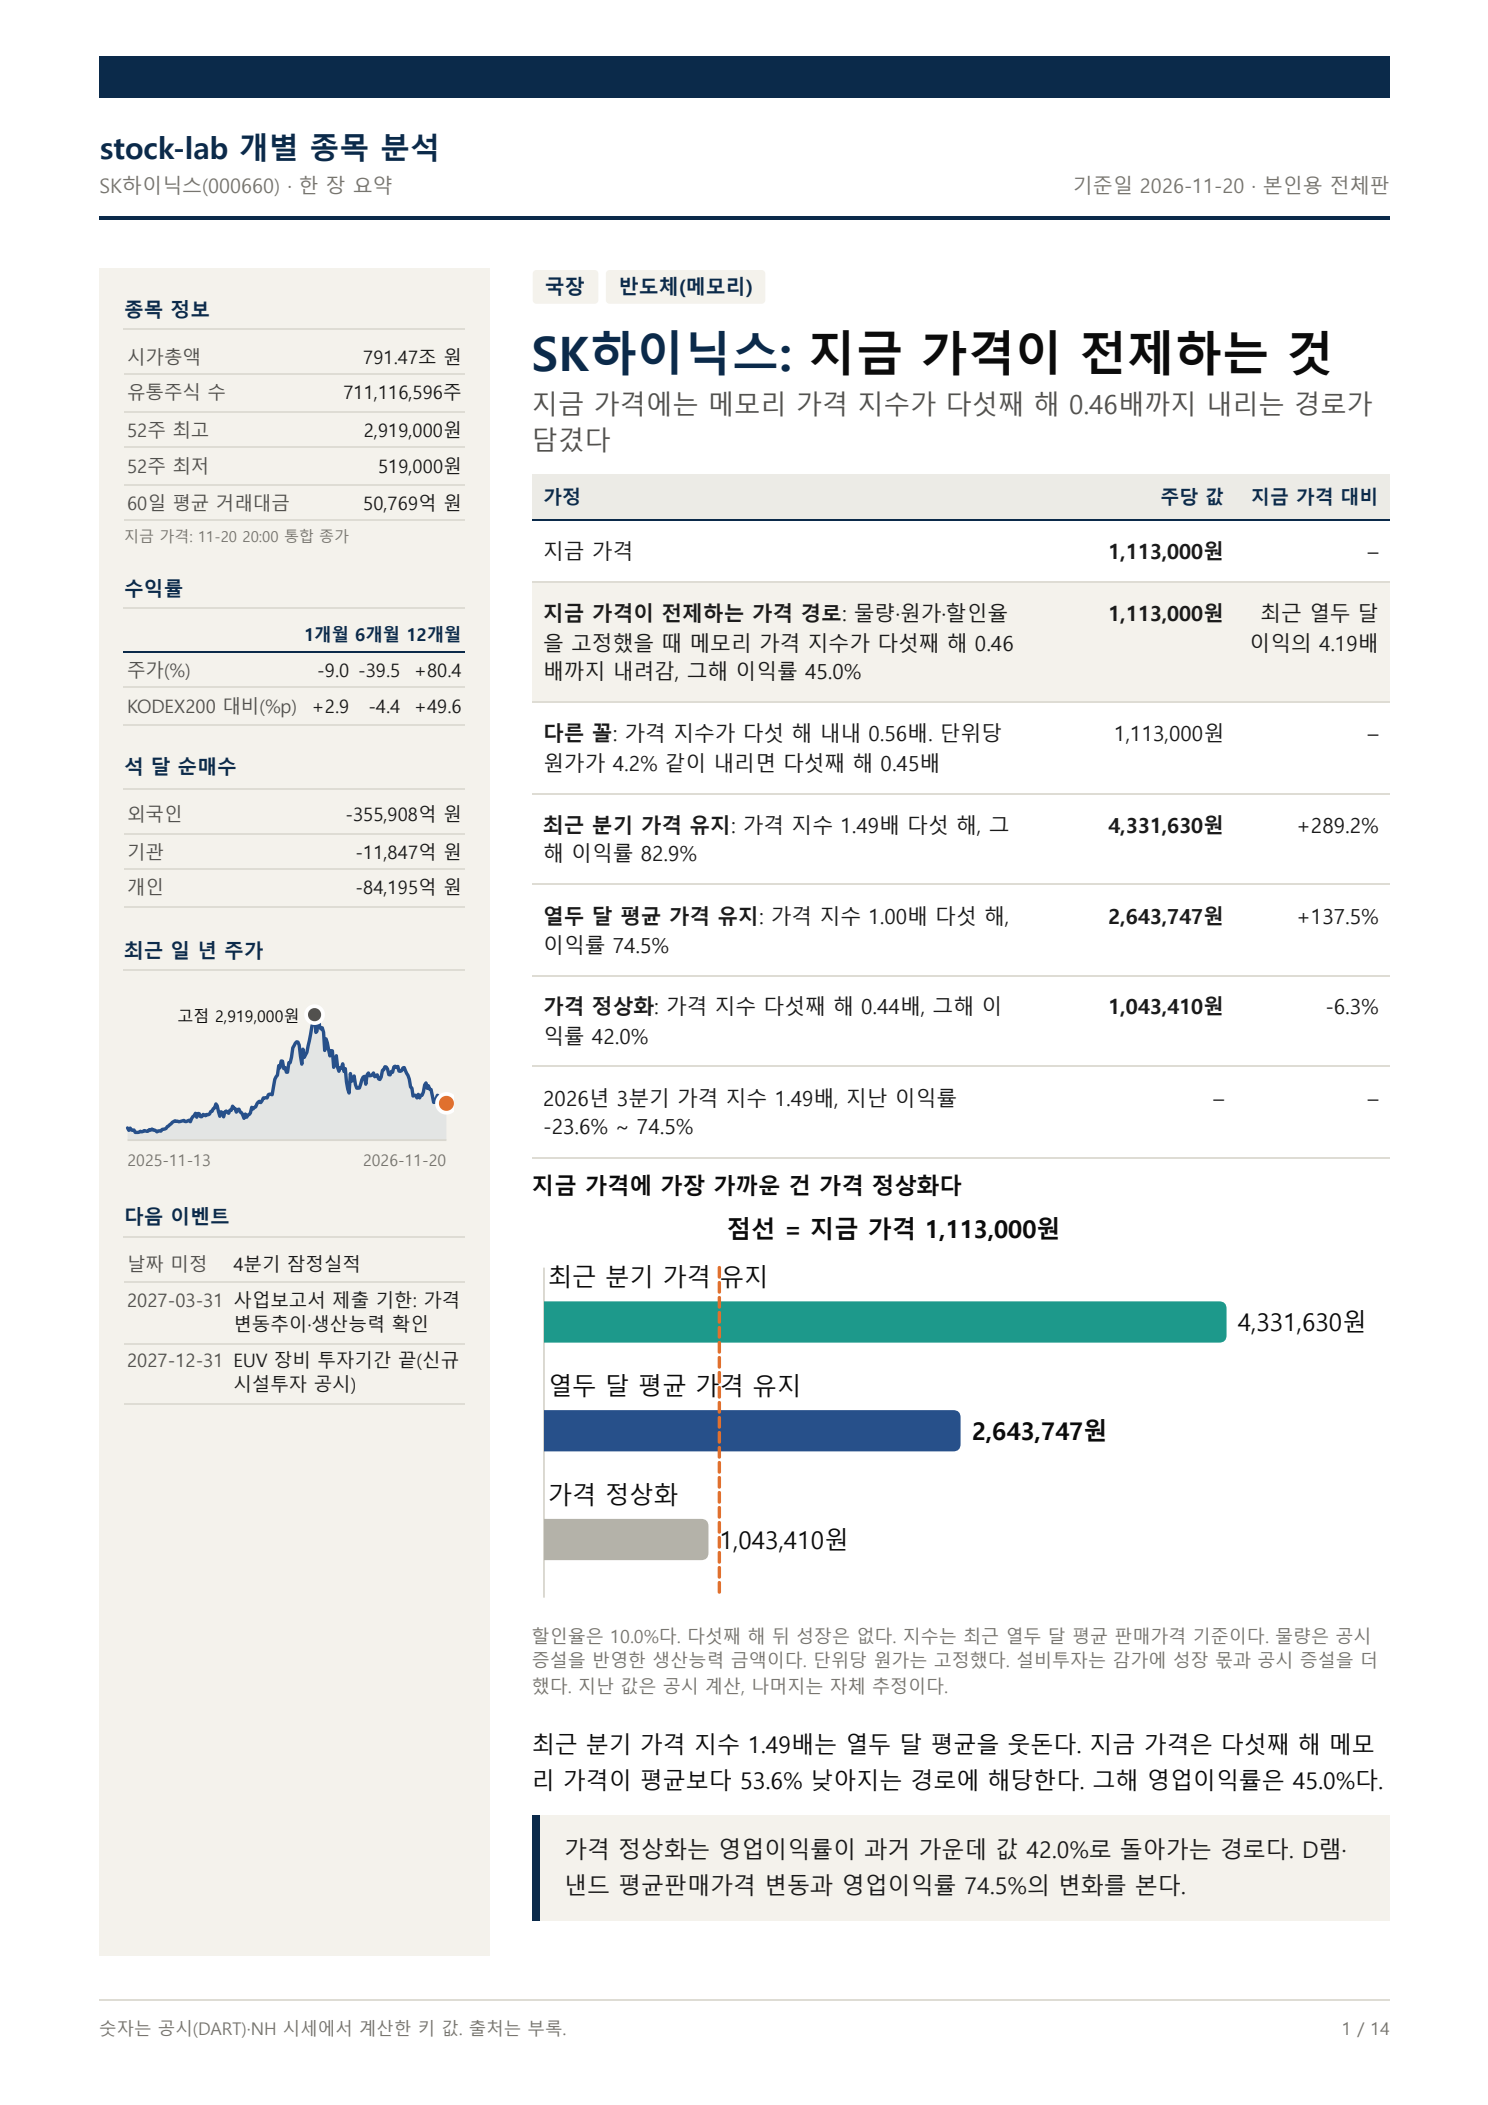 stock-lab 개별 종목 분석
SK하이닉스(000660) · 한 장 요약
기준일 2026-11-20 · 본인용 전체판
종목 정보
시가총액 791.47조 원
유통주식 수 711,116,596주
52주 최고 2,919,000원
52주 최저 519,000원
60일 평균 거래대금 50,769억 원
지금 가격: 11-20 20:00 통합 종가
수익률
1개월 6개월 12개월
주가(%) -9.0 -39.5 +80.4
KODEX200 대비(%p) +2.9 -4.4 +49.6
석 달 순매수
외국인 -355,908억 원
기관 -11,847억 원
개인 -84,195억 원
최근 일 년 주가
고점 2,919,000원
2025-11-13 2026-11-20
다음 이벤트
날짜 미정 4분기 잠정실적
2027-03-31 사업보고서 제출 기한: 가격
변동추이·생산능력 확인
2027-12-31 EUV 장비 투자기간 끝(신규
시설투자 공시)
국장 반도체(메모리)
SK하이닉스: 지금 가격이 전제하는 것
지금 가격에는 메모리 가격 지수가 다섯째 해 0.46배까지 내리는 경로가
담겼다
가정 주당 값 지금 가격 대비
지금 가격 1,113,000원 –
지금 가격이 전제하는 가격 경로: 물량·원가·할인율 1,113,000원 최근 열두 달
을 고정했을 때 메모리 가격 지수가 다섯째 해 0.46 이익의 4.19배
배까지 내려감, 그해 이익률 45.0%
다른 꼴: 가격 지수가 다섯 해 내내 0.56배. 단위당 1,113,000원 –
원가가 4.2% 같이 내리면 다섯째 해 0.45배
최근 분기 가격 유지: 가격 지수 1.49배 다섯 해, 그 4,331,630원 +289.2%
해 이익률 82.9%
열두 달 평균 가격 유지: 가격 지수 1.00배 다섯 해, 2,643,747원 +137.5%
이익률 74.5%
가격 정상화: 가격 지수 다섯째 해 0.44배, 그해 이 1,043,410원 -6.3%
익률 42.0%
2026년 3분기 가격 지수 1.49배, 지난 이익률 – –
-23.6% ~ 74.5%
지금 가격에 가장 가까운 건 가격 정상화다
점선 = 지금 가격 1,113,000원
최근 분기 가격 유지
4,331,630원
열두 달 평균 가격 유지
2,643,747원
가격 정상화
1,043,410원
할인율은 10.0%다. 다섯째 해 뒤 성장은 없다. 지수는 최근 열두 달 평균 판매가격 기준이다. 물량은 공시
증설을 반영한 생산능력 금액이다. 단위당 원가는 고정했다. 설비투자는 감가에 성장 몫과 공시 증설을 더
했다. 지난 값은 공시 계산, 나머지는 자체 추정이다.
최근 분기 가격 지수 1.49배는 열두 달 평균을 웃돈다. 지금 가격은 다섯째 해 메모
리 가격이 평균보다 53.6% 낮아지는 경로에 해당한다. 그해 영업이익률은 45.0%다.
가격 정상화는 영업이익률이 과거 가운데 값 42.0%로 돌아가는 경로다. D램·
낸드 평균판매가격 변동과 영업이익률 74.5%의 변화를 본다.
숫자는 공시(DART)·NH 시세에서 계산한 키 값. 출처는 부록.
1 / 14